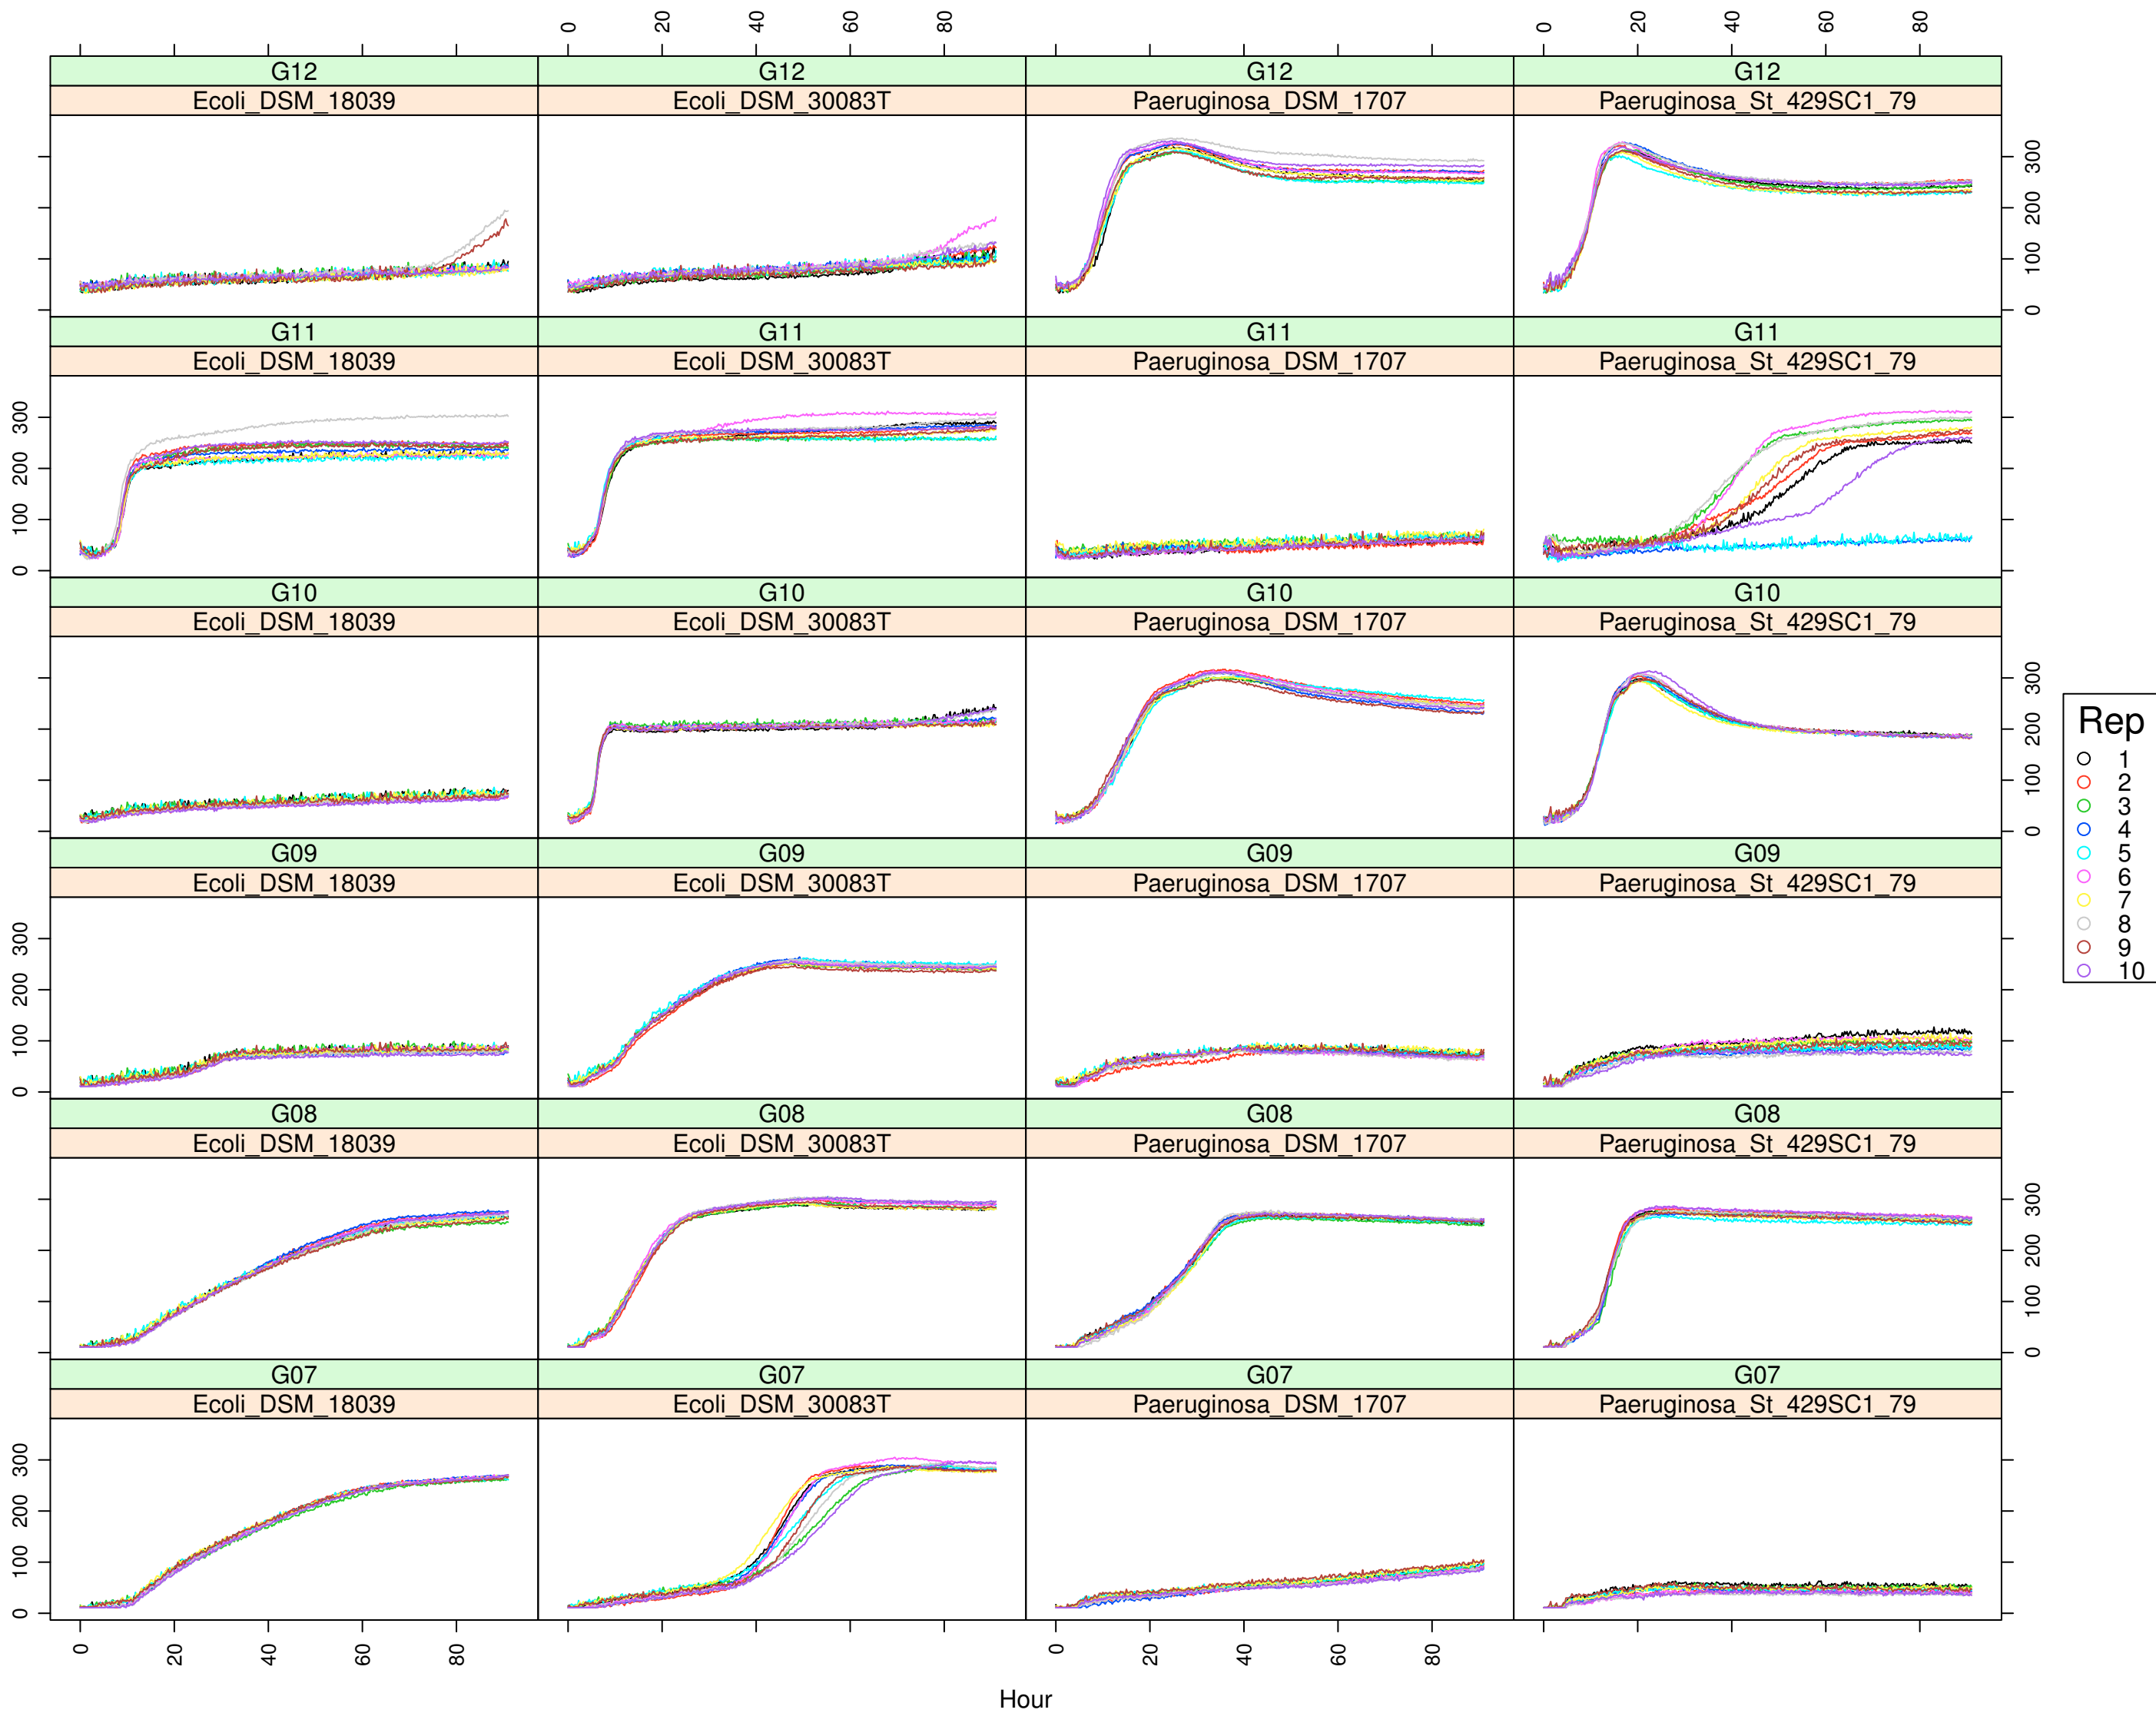 0 20 40 60 80 0 20 40 60 80
G12 G12 G12 G12
Ecoli_DSM_18039 Ecoli_DSM_30083T Paeruginosa_DSM_1707 Paeruginosa_St_429SC1_79
0 100 200 300
G11 G11 G11 G11
Ecoli_DSM_18039 Ecoli_DSM_30083T Paeruginosa_DSM_1707 Paeruginosa_St_429SC1_79
0 100 200 300
G10 G10 G10 G10
Ecoli_DSM_18039 Ecoli_DSM_30083T Paeruginosa_DSM_1707 Paeruginosa_St_429SC1_79
0 100 200 300
G09 G09 G09 G09
Ecoli_DSM_18039 Ecoli_DSM_30083T Paeruginosa_DSM_1707 Paeruginosa_St_429SC1_79
0 100 200 300
G08 G08 G08 G08
Ecoli_DSM_18039 Ecoli_DSM_30083T Paeruginosa_DSM_1707 Paeruginosa_St_429SC1_79
0 100 200 300
G07 G07 G07 G07
Ecoli_DSM_18039 Ecoli_DSM_30083T Paeruginosa_DSM_1707 Paeruginosa_St_429SC1_79
0 100 200 300
0 20 40 60 80 0 20 40 60 80
Hour
Rep
1
2
3
4
5
6
7
8
9
10